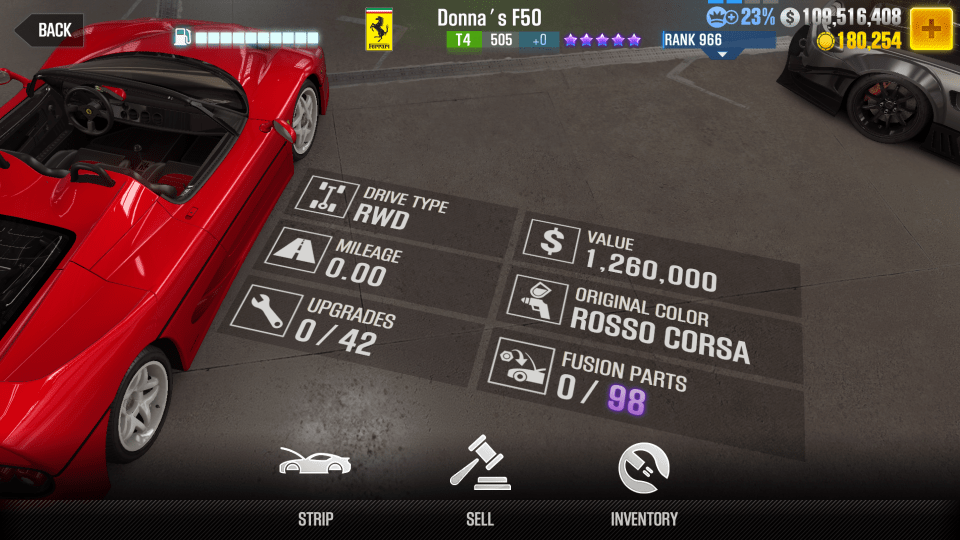 BACK
Ferrari
Donna´s F50
T4 505 +0
RANK 966
23% $ 109,516,408
180,254
DRIVE TYPE
RWD
MILEAGE
0.00
UPGRADES
0 / 42
$ VALUE
1,260,000
ORIGINAL COLOR
ROSSO CORSA
FUSION PARTS
0 / 98
STRIP
SELL
INVENTORY